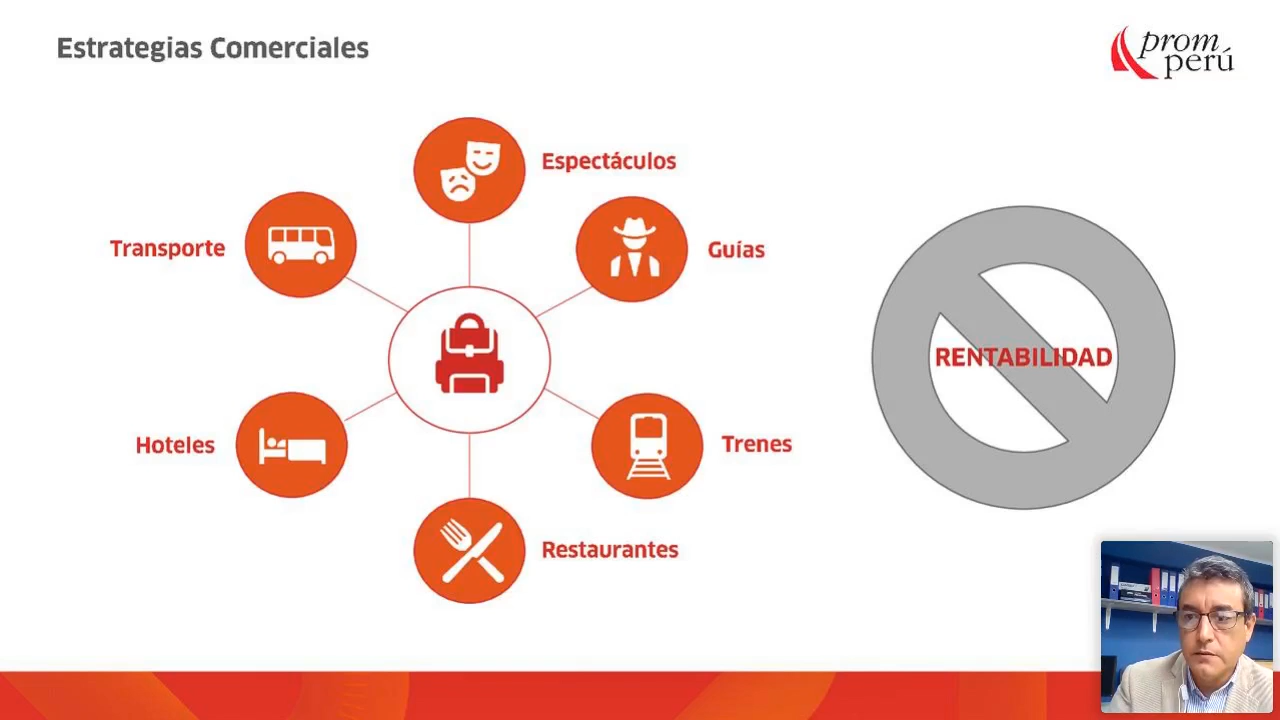 Estrategias Comerciales
prom
perú
Espectáculos
Transporte
Guías
RENTABILIDAD
Hoteles
Trenes
Restaurantes